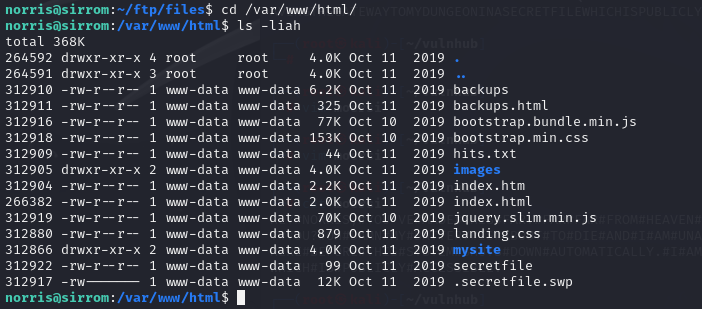 norris@sirrom:~/ftp/files$ cd /var/www/html/
norris@sirrom:/var/www/html$ ls -liah
total 368K
264592 drwxr-xr-x 4 root     root     4.0K Oct 11  2019 .
264591 drwxr-xr-x 3 root     root     4.0K Oct 11  2019 ..
312910 -rw-r--r-- 1 www-data www-data 6.2K Oct 11  2019 backups
312911 -rw-r--r-- 1 www-data www-data  325 Oct 11  2019 backups.html
312916 -rw-r--r-- 1 www-data www-data  77K Oct 10  2019 bootstrap.bundle.min.js
312918 -rw-r--r-- 1 www-data www-data 153K Oct 10  2019 bootstrap.min.css
312909 -rw-r--r-- 1 www-data www-data   44 Oct 11  2019 hits.txt
312905 drwxr-xr-x 2 www-data www-data 4.0K Oct 11  2019 images
312904 -rw-r--r-- 1 www-data www-data 2.2K Oct 11  2019 index.htm
266382 -rw-r--r-- 1 www-data www-data 2.0K Oct 11  2019 index.html
312919 -rw-r--r-- 1 www-data www-data  70K Oct 10  2019 jquery.slim.min.js
312880 -rw-r--r-- 1 www-data www-data  879 Oct 11  2019 landing.css
312866 drwxr-xr-x 2 www-data www-data 4.0K Oct 11  2019 mysite
312922 -rw-r--r-- 1 www-data www-data      Oct 11  2019 secretfile
312917 -rw------- 1 www-data www-data  12K Oct 11  2019 .secretfile.swp
norris@sirrom:/var/www/html$